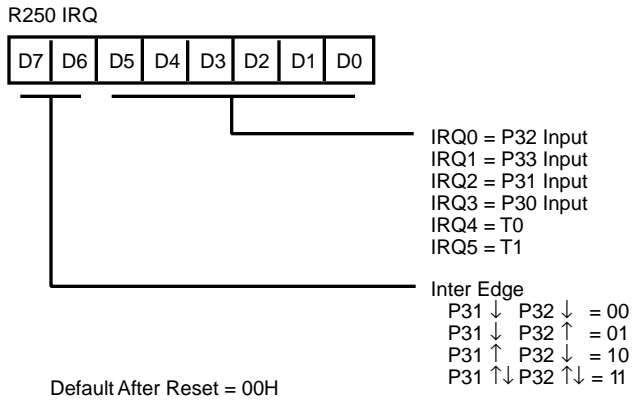 R250 IRQ
D7 D6 D5 D4 D3 D2 D1 D0
IRQ0 = P32 Input
IRQ1 = P33 Input
IRQ2 = P31 Input
IRQ3 = P30 Input
IRQ4 = T0
IRQ5 = T1
Inter Edge
P31 ↓ P32 ↓ = 00
P31 ↓ P32 ↑ = 01
P31 ↑ P32 ↓ = 10
P31 ↑↓ P32 ↑↓ = 11
Default After Reset = 00H